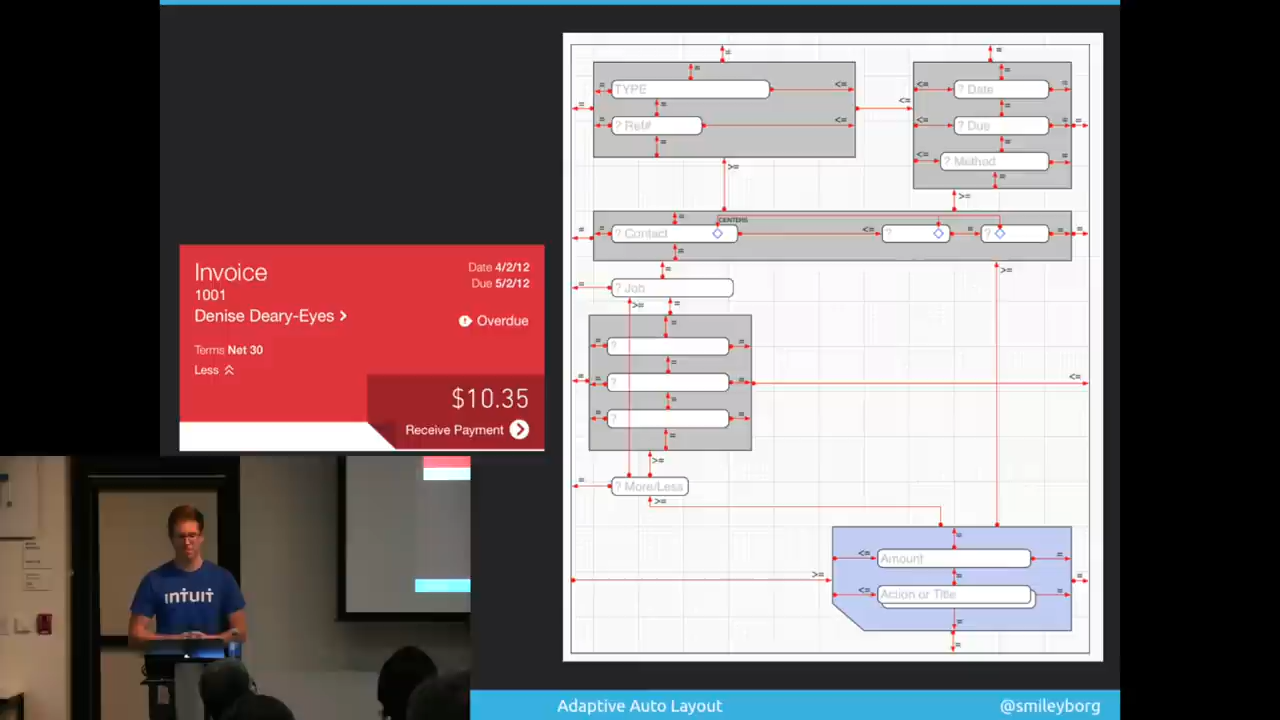 Invoice
1001
Denise Deary-Eyes
Terms Net 30
Less
Date 4/2/12
Due 5/2/12
Overdue
$10.35
Receive Payment
TYPE
? Ref#
? Date
? Due
? Method
CENTERS
? Contact
?
?
? Job
?
?
?
? More/Less
Amount
Action or Title
intuit
Adaptive Auto Layout
@smileyborg